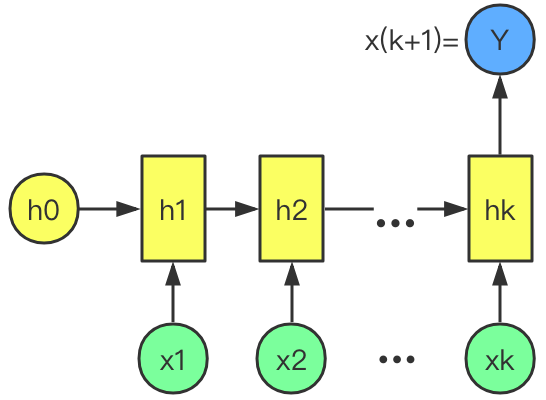 x(k+1)= Y
h0 h1 h2 ... hk
x1 x2 ... xk